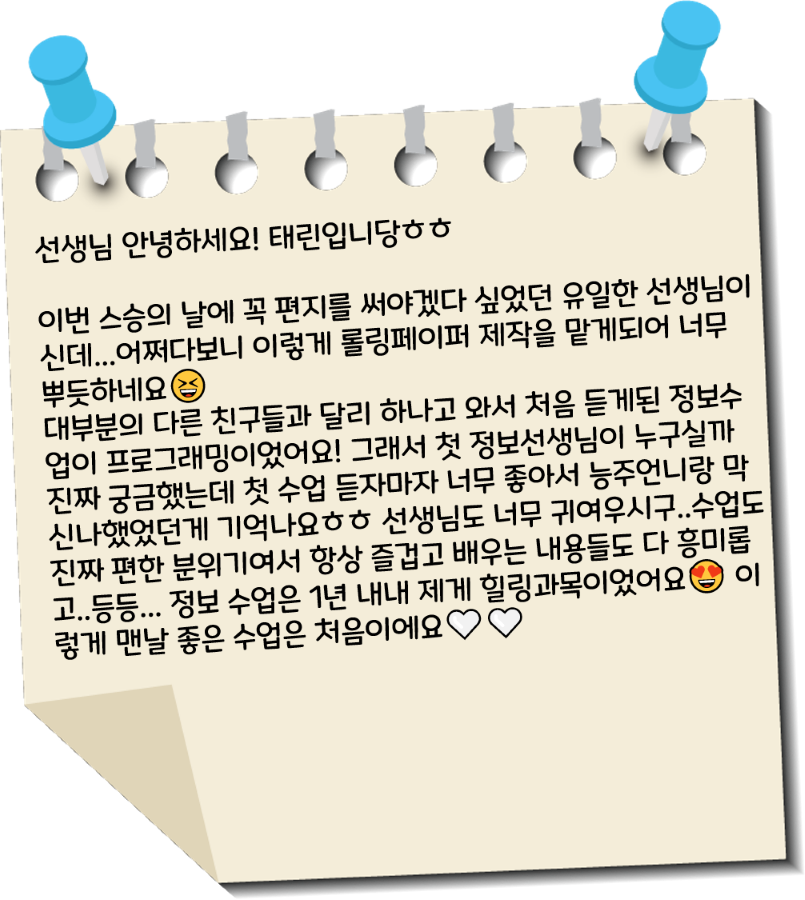 선생님 안녕하세요! 태린입니당ㅎㅎ
이번 스승의 날에 꼭 편지를 써야겠다 싶었던 유일한 선생님이
신데...어쩌다보니 이렇게 롤링페이퍼 제작을 맡게되어 너무
뿌듯하네요😆
대부분의 다른 친구들과 달리 하나고 와서 처음 듣게된 정보수
업이 프로그래밍이었어요! 그래서 첫 정보선생님이 누구실까
진짜 궁금했는데 첫 수업 듣자마자 너무 좋아서 능주언니랑 막
신나했었던게 기억나요ㅎㅎ 선생님도 너무 귀여우시구..수업도
진짜 편한 분위기여서 항상 즐겁고 배우는 내용들도 다 흥미롭
고..등등... 정보 수업은 1년 내내 제게 힐링과목이었어요😍 이
렇게 맨날 좋은 수업은 처음이에요🤍🤍